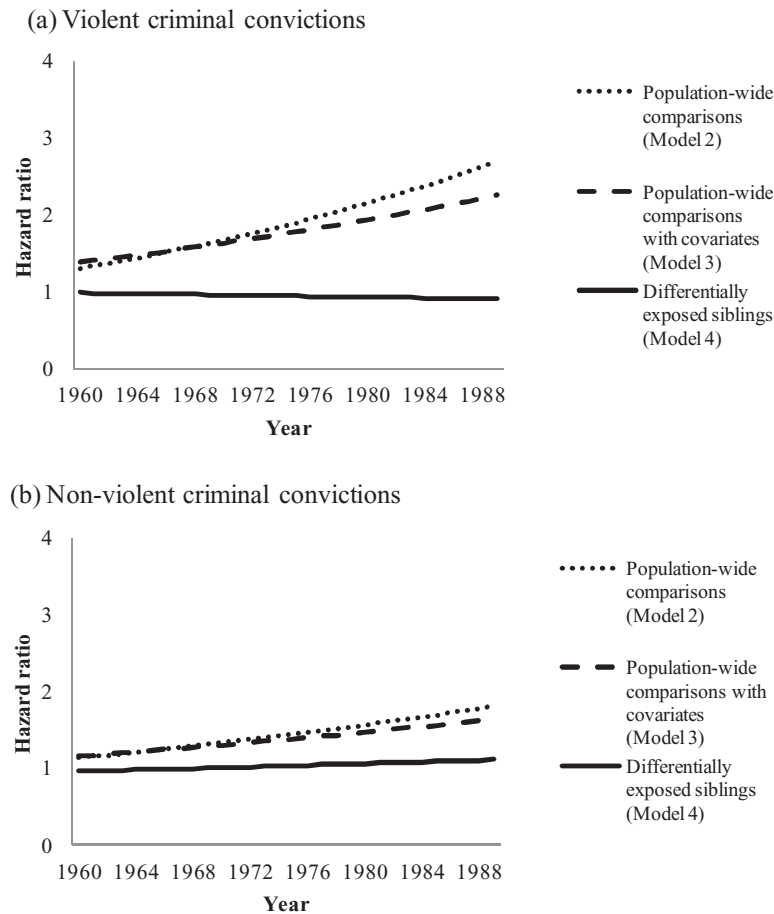 (a) Violent criminal convictions
4
3
2
1
0
Hazard ratio
1960 1964 1968 1972 1976 1980 1984 1988
Year
Population-wide
comparisons
(Model 2)
Population-wide
comparisons
with covariates
(Model 3)
Differentially
exposed siblings
(Model 4)
(b) Non-violent criminal convictions
4
3
2
1
0
Hazard ratio
1960 1964 1968 1972 1976 1980 1984 1988
Year
Population-wide
comparisons
(Model 2)
Population-wide
comparisons with
covariates
(Model 3)
Differentially
exposed siblings
(Model 4)